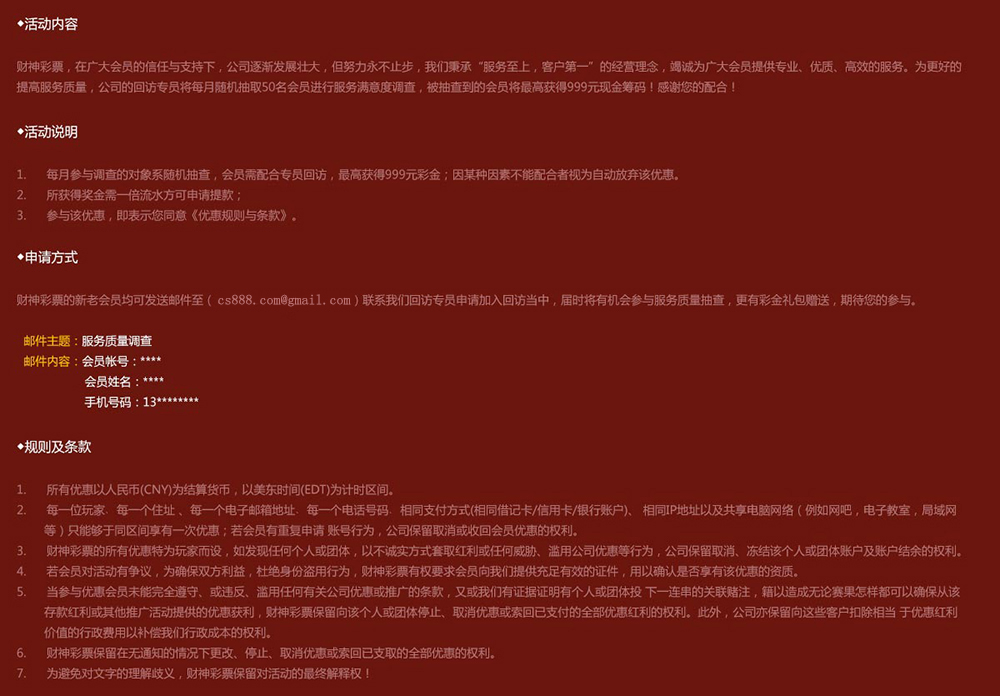 ◆活动内容
财神彩票，在广大会员的信任与支持下，公司逐渐发展壮大，但努力永不止步，我们秉承“服务至上，客户第一”的经营理念，竭诚为广大会员提供专业、优质、高效的服务。为更好的
提高服务质量，公司的回访专员将每月随机抽取50名会员进行服务满意度调查，被抽查到的会员将最高获得999元现金筹码！感谢您的配合！
◆活动说明
1. 每月参与调查的对象系随机抽查，会员需配合专员回访，最高获得999元彩金；因某种因素不能配合者视为自动放弃该优惠。
2. 所获得奖金需一倍流水方可申请提款；
3. 参与该优惠，即表示您同意《优惠规则与条款》。
◆申请方式
财神彩票的新老会员均可发送邮件至（ cs888.com@gmail.com ）联系我们回访专员申请加入回访当中，届时将有机会参与服务质量抽查，更有彩金礼包赠送，期待您的参与。
邮件主题：服务质量调查
邮件内容：会员帐号：****
会员姓名：****
手机号码：13********
◆规则及条款
1. 所有优惠以人民币(CNY)为结算货币，以美东时间(EDT)为计时区间。
2. 每一位玩家﹑每一个住址 、每一个电子邮箱地址﹑每一个电话号码﹑相同支付方式(相同借记卡/信用卡/银行账户)、 相同IP地址以及共享电脑网络（例如网吧，电子教室，局域网
等）只能够于同区间享有一次优惠；若会员有重复申请 账号行为，公司保留取消或收回会员优惠的权利。
3. 财神彩票的所有优惠特为玩家而设，如发现任何个人或团体，以不诚实方式套取红利或任何威胁、滥用公司优惠等行为，公司保留取消、冻结该个人或团体账户及账户结余的权利。
4. 若会员对活动有争议，为确保双方利益，杜绝身份盗用行为，财神彩票有权要求会员向我们提供充足有效的证件，用以确认是否享有该优惠的资质。
5. 当参与优惠会员未能完全遵守、或违反、滥用任何有关公司优惠或推广的条款，又或我们有证据证明有个人或团体投 下一连串的关联赌注，籍以造成无论赛果怎样都可以确保从该
存款红利或其他推广活动提供的优惠获利，财神彩票保留向该个人或团体停止、取消优惠或索回已支付的全部优惠红利的权利。此外，公司亦保留向这些客户扣除相当 于优惠红利
价值的行政费用以补偿我们行政成本的权利。
6. 财神彩票保留在无通知的情况下更改、停止、取消优惠或索回已支取的全部优惠的权利。
7. 为避免对文字的理解歧义，财神彩票保留对活动的最终解释权！